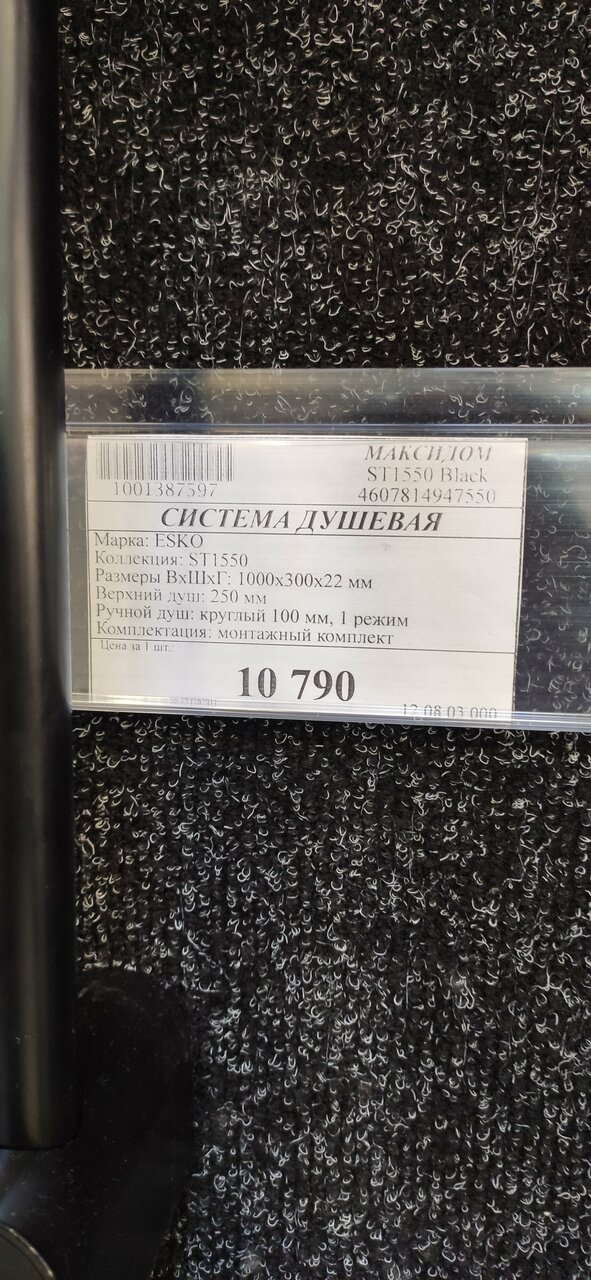 МАКСИДОМ
1001387597
ST1550 Black
4607814947550
СИСТЕМА ДУШЕВАЯ
Марка: ESKO
Коллекция: ST1550
Размеры ВхШхГ: 1000х300х22 мм
Верхний душ: 250 мм
Ручной душ: круглый 100 мм, 1 режим
Комплектация: монтажный комплект
Цена за 1 шт.:
10 790
12.08.03.000